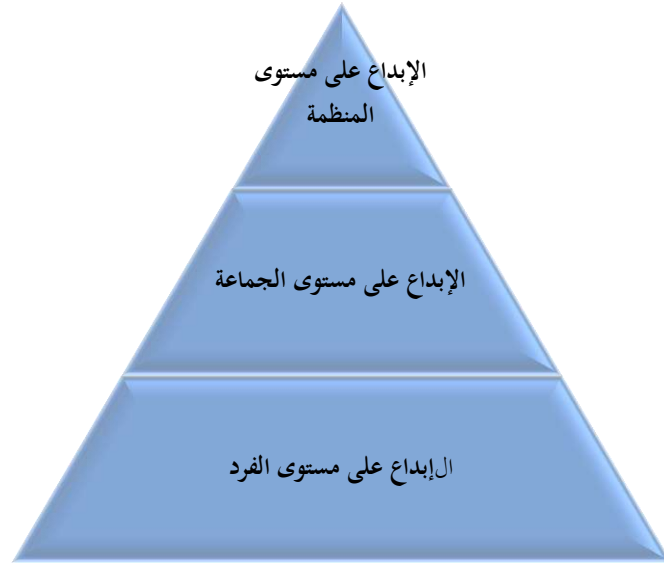 الإبداع على مستوى
المنظمة
الإبداع على مستوى الجماعة
الإبداع على مستوى الفرد